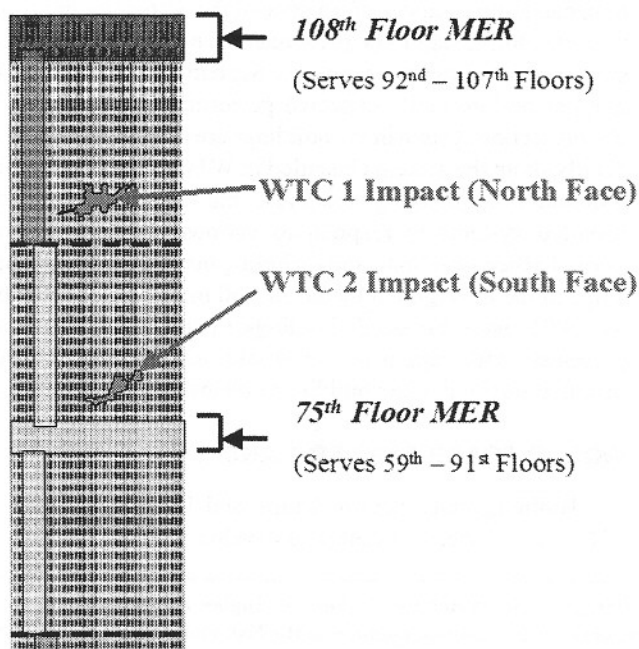 108th Floor MER
(Serves 92nd – 107th Floors)
WTC 1 Impact (North Face)
WTC 2 Impact (South Face)
75th Floor MER
(Serves 59th – 91st Floors)